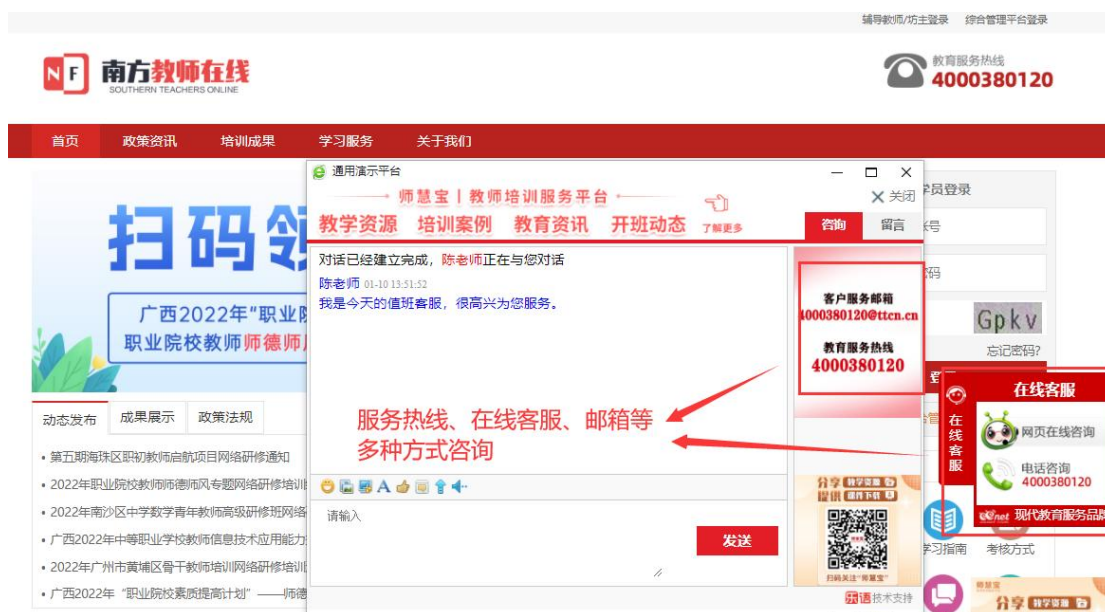 辅导教师/坊主登录 综合管理平台登录
NF 南方教师在线
SOUTHERN TEACHERS ONLINE
教育服务热线
4000380120
首页 政策资讯 培训成果 学习服务 关于我们
扫码领
广西2022年"职业院
职业院校教师师德师
通用演示平台
师慧宝 | 教师培训服务平台
关闭
教学资源 培训案例 教育资讯 开班动态 了解更多
咨询 留言
对话已经建立完成，陈老师正在与您对话
陈老师 01-10 13:51:52
我是今天的值班客服，很高兴为您服务。
客户服务邮箱
4000380120@ttcn.cn
教育服务热线
4000380120
服务热线、在线客服、邮箱等
多种方式咨询
请输入
发送
分享 教学资源
提供 课件下载
扫码关注"师慧宝"
乐语技术支持
学员登录
Gpkv
忘记密码?
在线客服
在线客服
网页在线咨询
电话咨询
4000380120
现代教育服务品牌
学习指南 考核方式
师慧宝
分享 教学资源
动态发布 成果展示 政策法规
第五期海珠区职初教师启航项目网络研修通知
2022年职业院校教师师德师风专题网络研修培训
2022年南沙区中学数学青年教师高级研修班网络
广西2022年中等职业学校教师信息技术应用能力
2022年广州市黄埔区骨干教师培训网络研修培训
广西2022年 "职业院校素质提高计划" ——师德